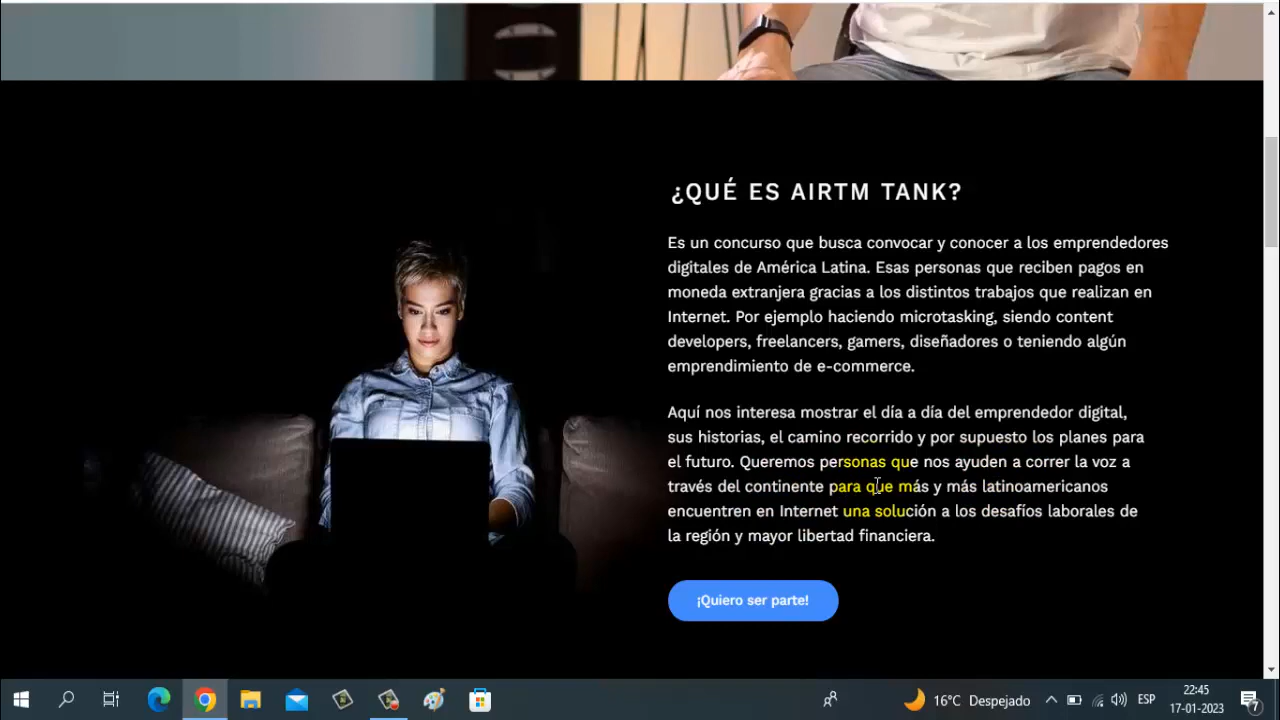 ¿QUÉ ES AIRTM TANK?
Es un concurso que busca convocar y conocer a los emprendedores
digitales de América Latina. Esas personas que reciben pagos en
moneda extranjera gracias a los distintos trabajos que realizan en
Internet. Por ejemplo haciendo microtasking, siendo content
developers, freelancers, gamers, diseñadores o teniendo algún
emprendimiento de e-commerce.
Aquí nos interesa mostrar el día a día del emprendedor digital,
sus historias, el camino recorrido y por supuesto los planes para
el futuro. Queremos personas que nos ayuden a correr la voz a
través del continente para que más y más latinoamericanos
encuentren en Internet una solución a los desafíos laborales de
la región y mayor libertad financiera.
¡Quiero ser parte!
16°C Despejado
ESP
22:45
17-01-2023
7